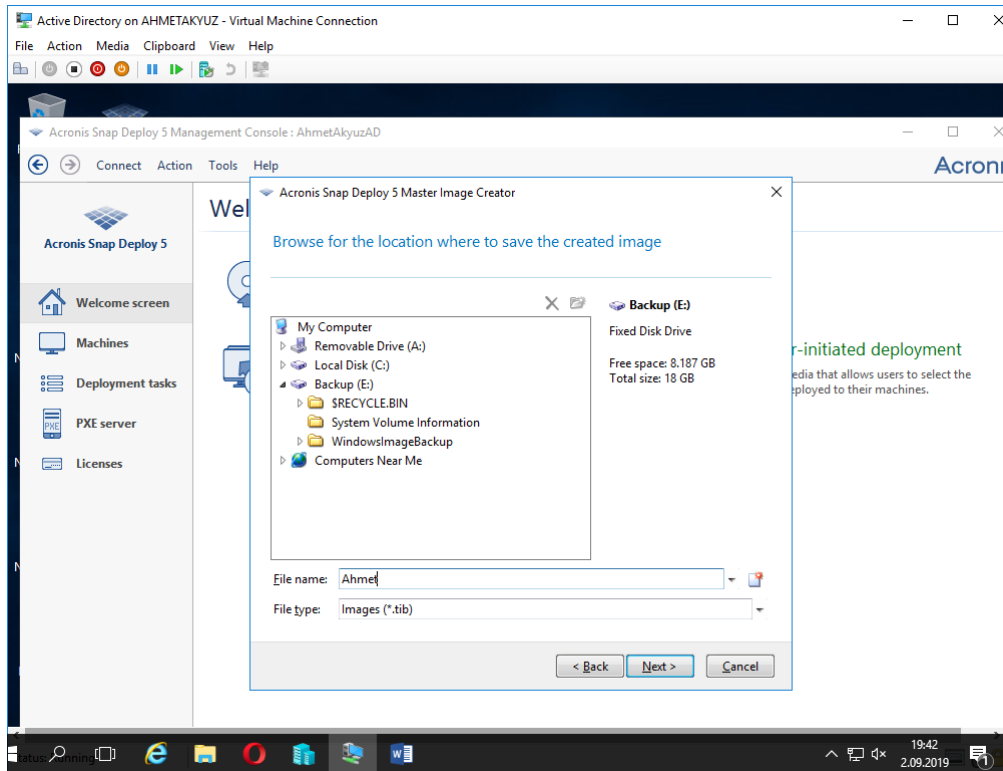 Active Directory on AHMETAKYUZ - Virtual Machine Connection
File Action Media Clipboard View Help
Acronis Snap Deploy 5 Management Console : AhmetAkyuzAD
Connect Action Tools Help
Acroni
Acronis Snap Deploy 5
Welcome screen
Machines
Deployment tasks
PXE
PXE server
Licenses
Wel
r-initiated deployment
edia that allows users to select the
eployed to their machines.
Acronis Snap Deploy 5 Master Image Creator
Browse for the location where to save the created image
My Computer
Removable Drive (A:)
Local Disk (C:)
Backup (E:)
$RECYCLE.BIN
System Volume Information
WindowsImageBackup
Computers Near Me
Backup (E:)
Fixed Disk Drive
Free space: 8.187 GB
Total size: 18 GB
File name: Ahmet
File type: Images (*.tib)
< Back Next > Cancel
19:42
2.09.2019
1